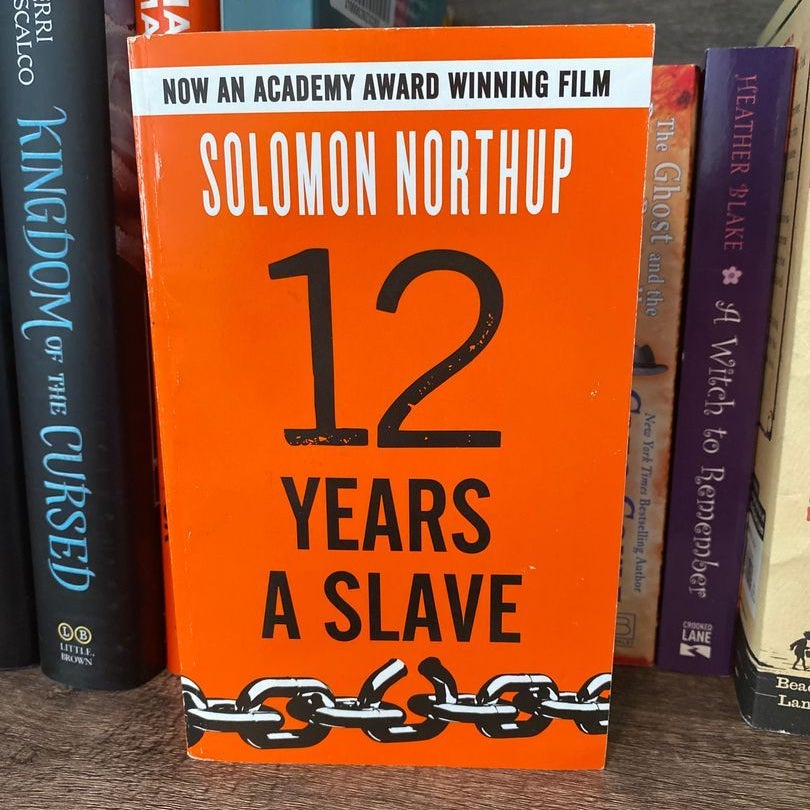 NOW AN ACADEMY AWARD WINNING FILM
SOLOMON NORTHUP
12
YEARS
A SLAVE
KINGDOM OF THE CURSED
LB
LITTLE,
BROWN
The Ghost
and the
New York Times Bestselling Author
HEATHER BLAKE
A Witch to Remember
CROOKED
LANE